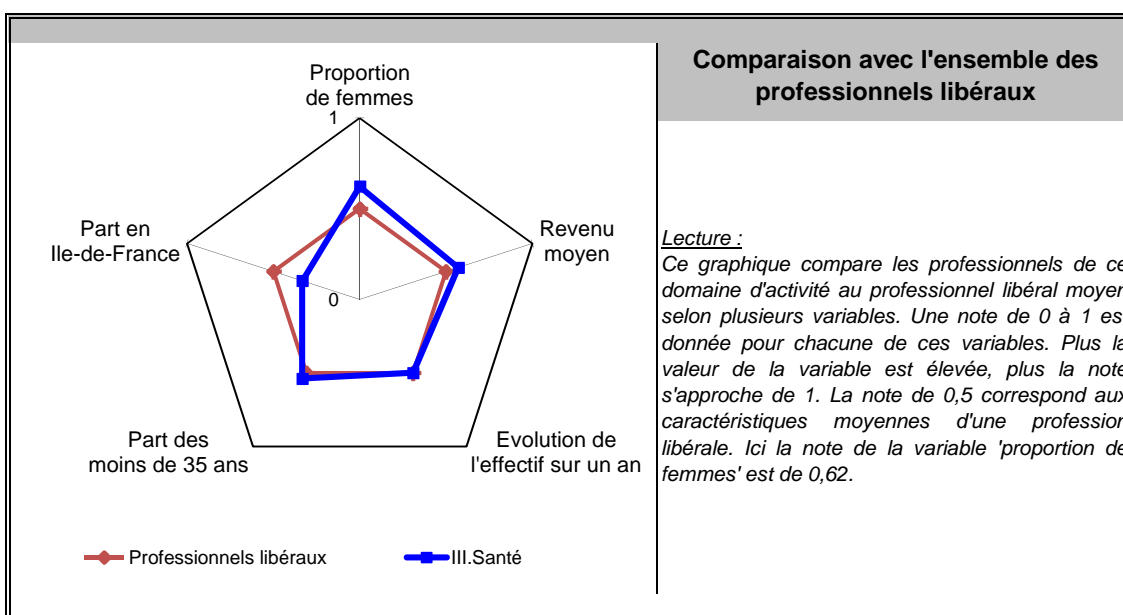 Comparaison avec l'ensemble des
professionnels libéraux
Proportion
de femmes
1
Part en
Ile-de-France
Revenu
moyen
0
Part des
moins de 35 ans
Evolution de
l'effectif sur un an
Professionnels libéraux
III.Santé
Lecture :
Ce graphique compare les professionnels de ce
domaine d'activité au professionnel libéral moyen
selon plusieurs variables. Une note de 0 à 1 es
donnée pour chacune de ces variables. Plus la
valeur de la variable est élevée, plus la note
s'approche de 1. La note de 0,5 correspond aux
caractéristiques moyennes d'une profession
libérale. Ici la note de la variable 'proportion de
femmes' est de 0,62.